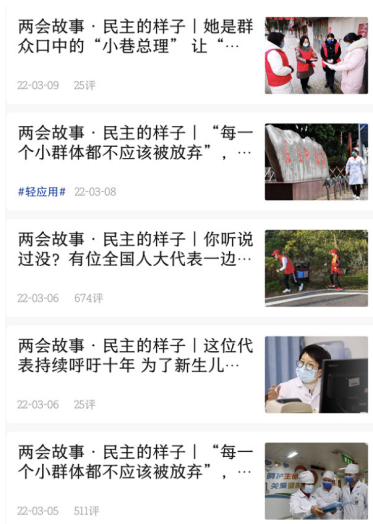 两会故事·民主的样子丨她是群
众口中的“小巷总理” 让“…
22-03-09 25评
两会故事·民主的样子丨“每一
个小群体都不应该被放弃”，…
#轻应用# 22-03-08
两会故事·民主的样子丨你听说
过没？有位全国人大代表一边…
22-03-06 674评
两会故事·民主的样子丨这位代
表持续呼吁十年 为了新生儿…
22-03-06 25评
两会故事·民主的样子丨“每一
个小群体都不应该被放弃”，…
22-03-05 511评